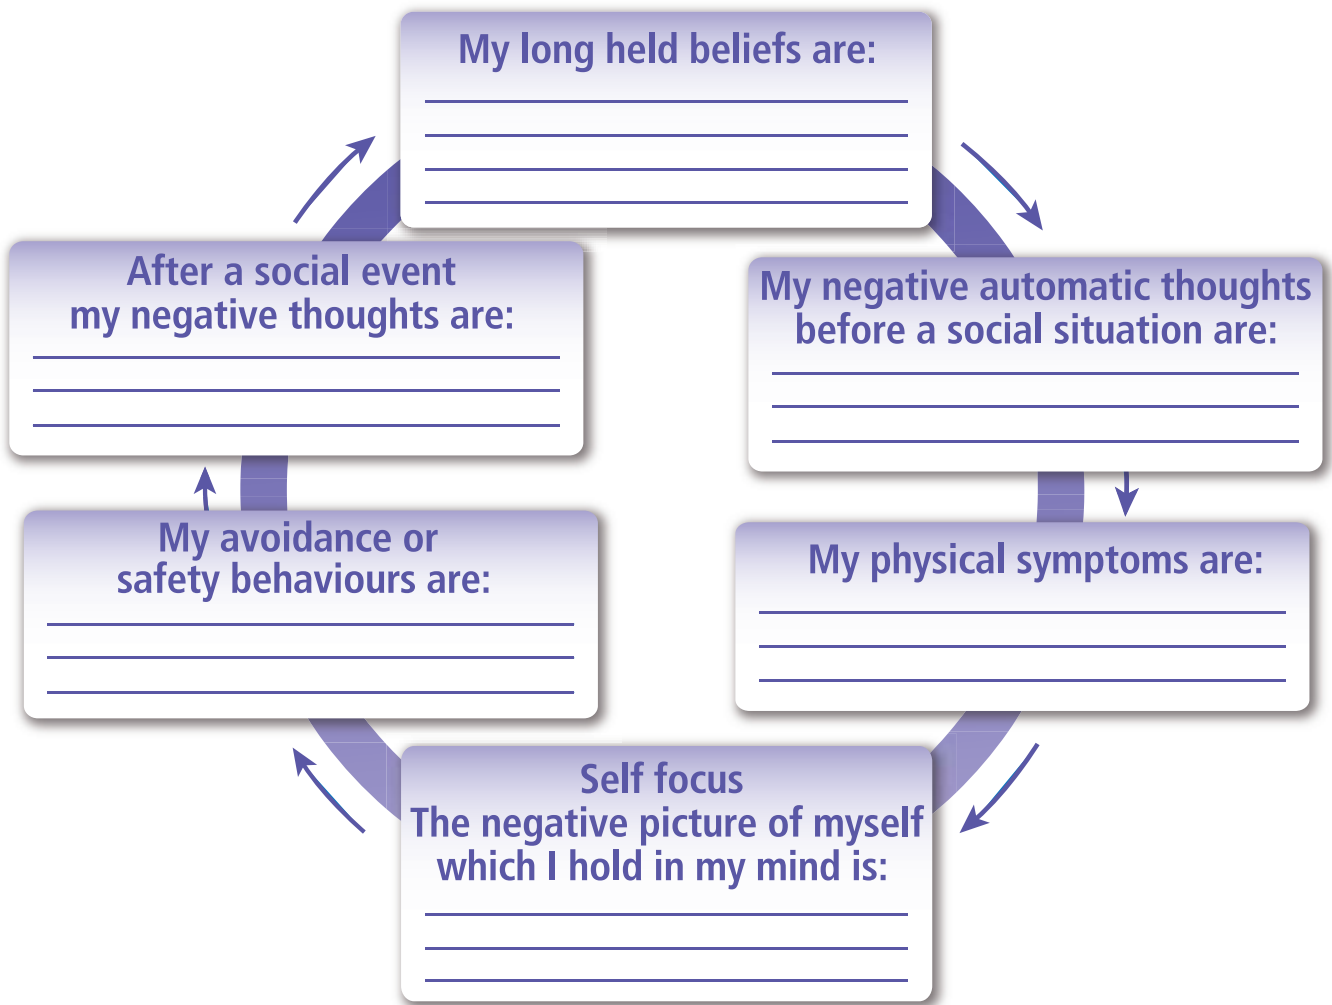 My long held beliefs are:
My negative automatic thoughts
before a social situation are:
My physical symptoms are:
Self focus
The negative picture of myself
which I hold in my mind is:
My avoidance or
safety behaviours are:
After a social event
my negative thoughts are: